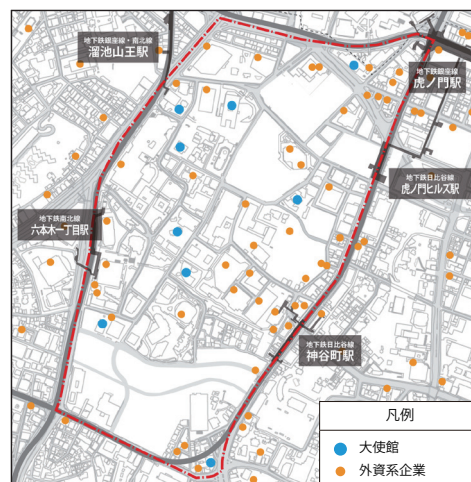 地下鉄銀座線・南北線
溜池山王駅
地下鉄銀座線
虎ノ門駅
地下鉄日比谷線
虎ノ門ヒルズ駅
地下鉄南北線
六本木一丁目駅
地下鉄日比谷線
神谷町駅
凡例
大使館
外資系企業